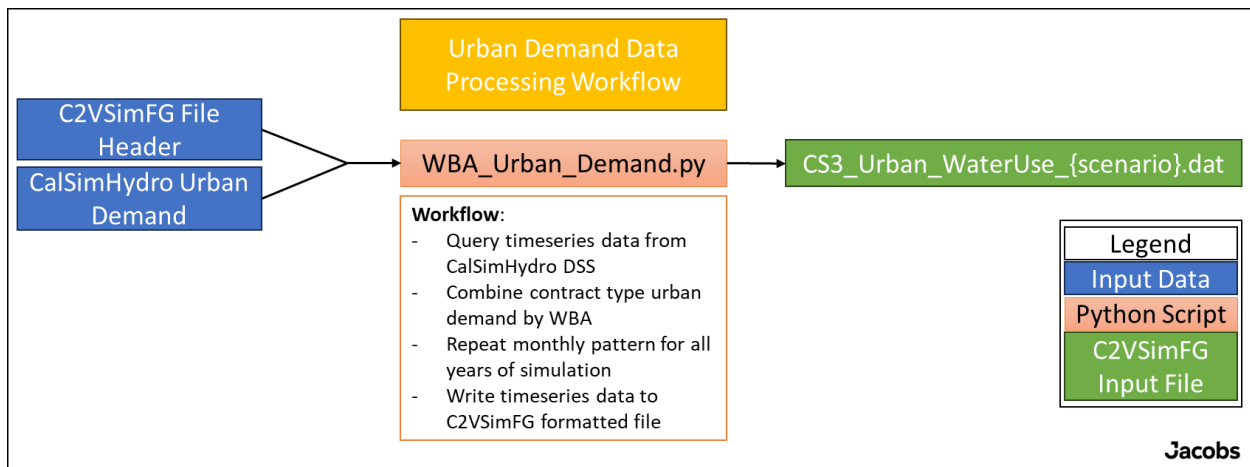 Urban Demand Data
Processing Workflow
C2VSimFG File
Header
CalSimHydro Urban
Demand
WBA_Urban_Demand.py
CS3_Urban_WaterUse_{scenario}.dat
Workflow:
- Query timeseries data from
CalSimHydro DSS
- Combine contract type urban
demand by WBA
- Repeat monthly pattern for all
years of simulation
- Write timeseries data to
C2VSimFG formatted file
Legend
Input Data
Python Script
C2VSimFG
Input File
Jacobs